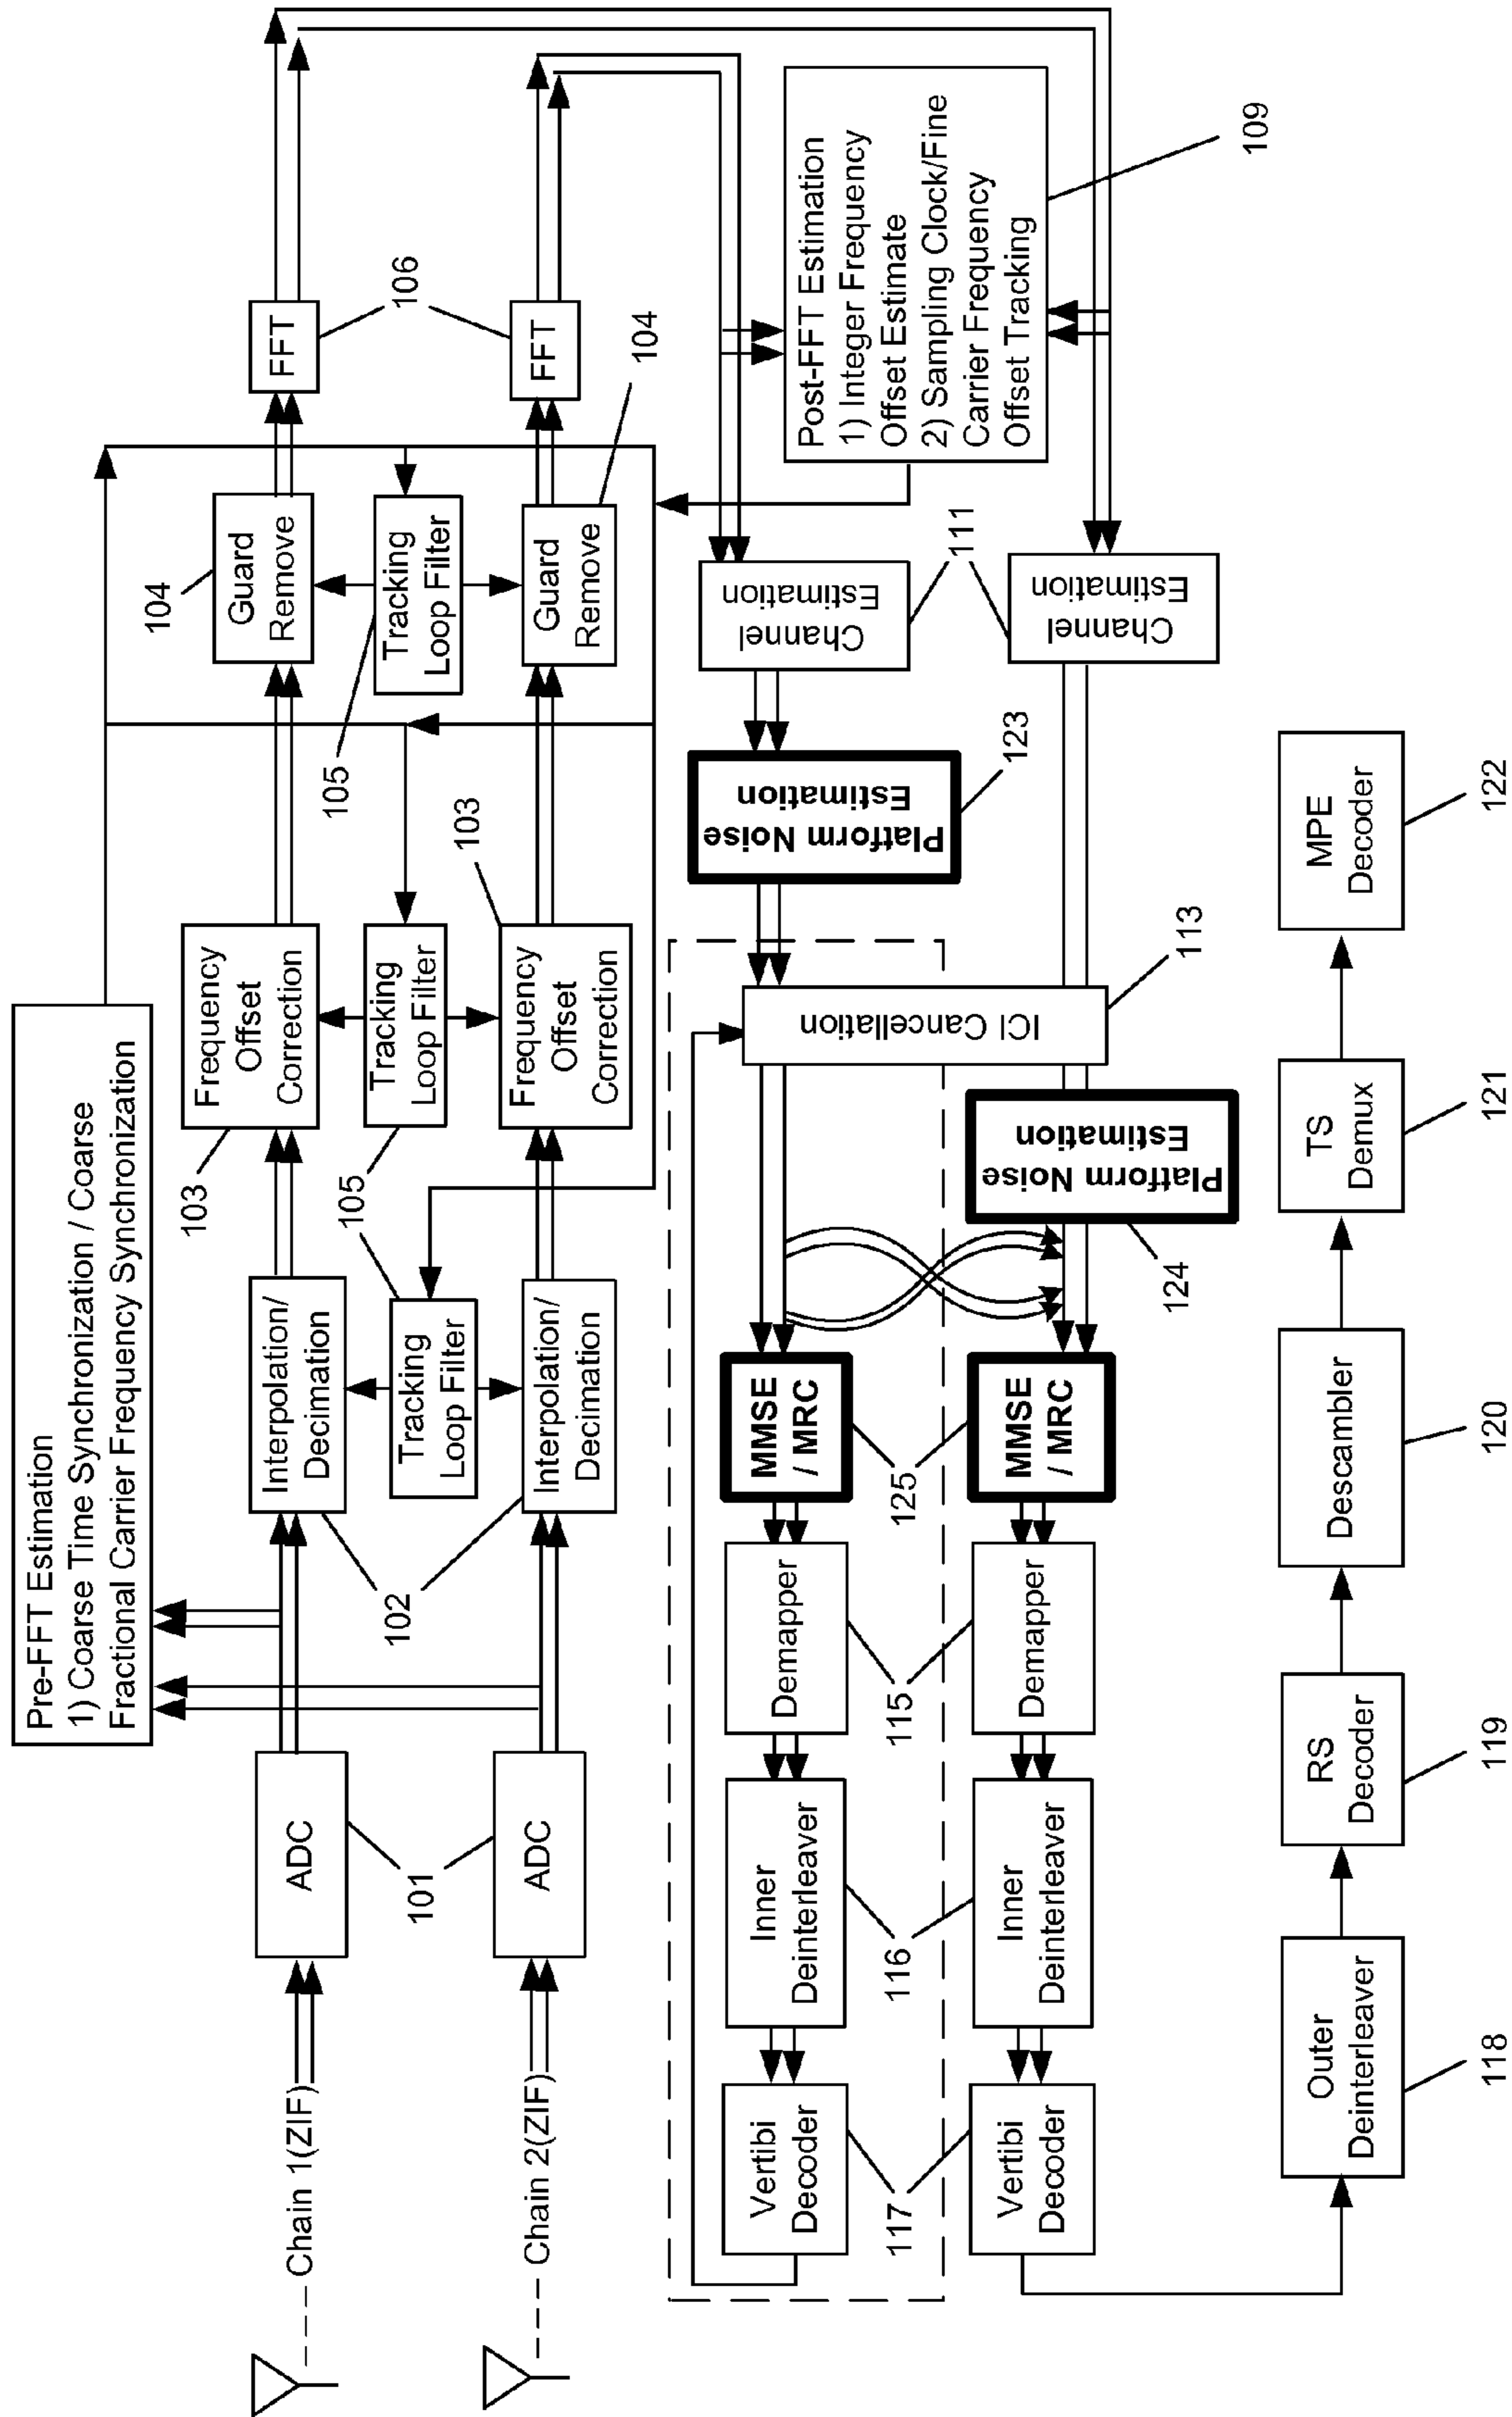 Pre-FFT Estimation
1) Coarse Time Synchronization / Coarse
Fractional Carrier Frequency Synchronization
Chain 1(ZIF)
ADC
Interpolation/
Decimation
103
Frequency
Offset
Correction
104
Guard
Remove
FFT
101
102
105
Tracking
Loop Filter
105
Tracking
Loop Filter
105
Tracking
Loop Filter
106
Chain 2(ZIF)
ADC
Interpolation/
Decimation
Frequency
Offset
Correction
103
Guard
Remove
104
FFT
Post-FFT Estimation
1) Integer Frequency
Offset Estimate
2) Sampling Clock/Fine
Carrier Frequency
Offset Tracking
109
Vertibi
Decoder
Inner
Deinterleaver
Demapper
MMSE
/ MRC
ICI Cancellation
Platform Noise
Estimation
123
Channel
Estimation
111
117
116
115
125
113
Vertibi
Decoder
Inner
Deinterleaver
Demapper
MMSE
/ MRC
Platform Noise
Estimation
124
Channel
Estimation
Outer
Deinterleaver
RS
Decoder
Descambler
TS
Demux
MPE
Decoder
118
119
120
121
122